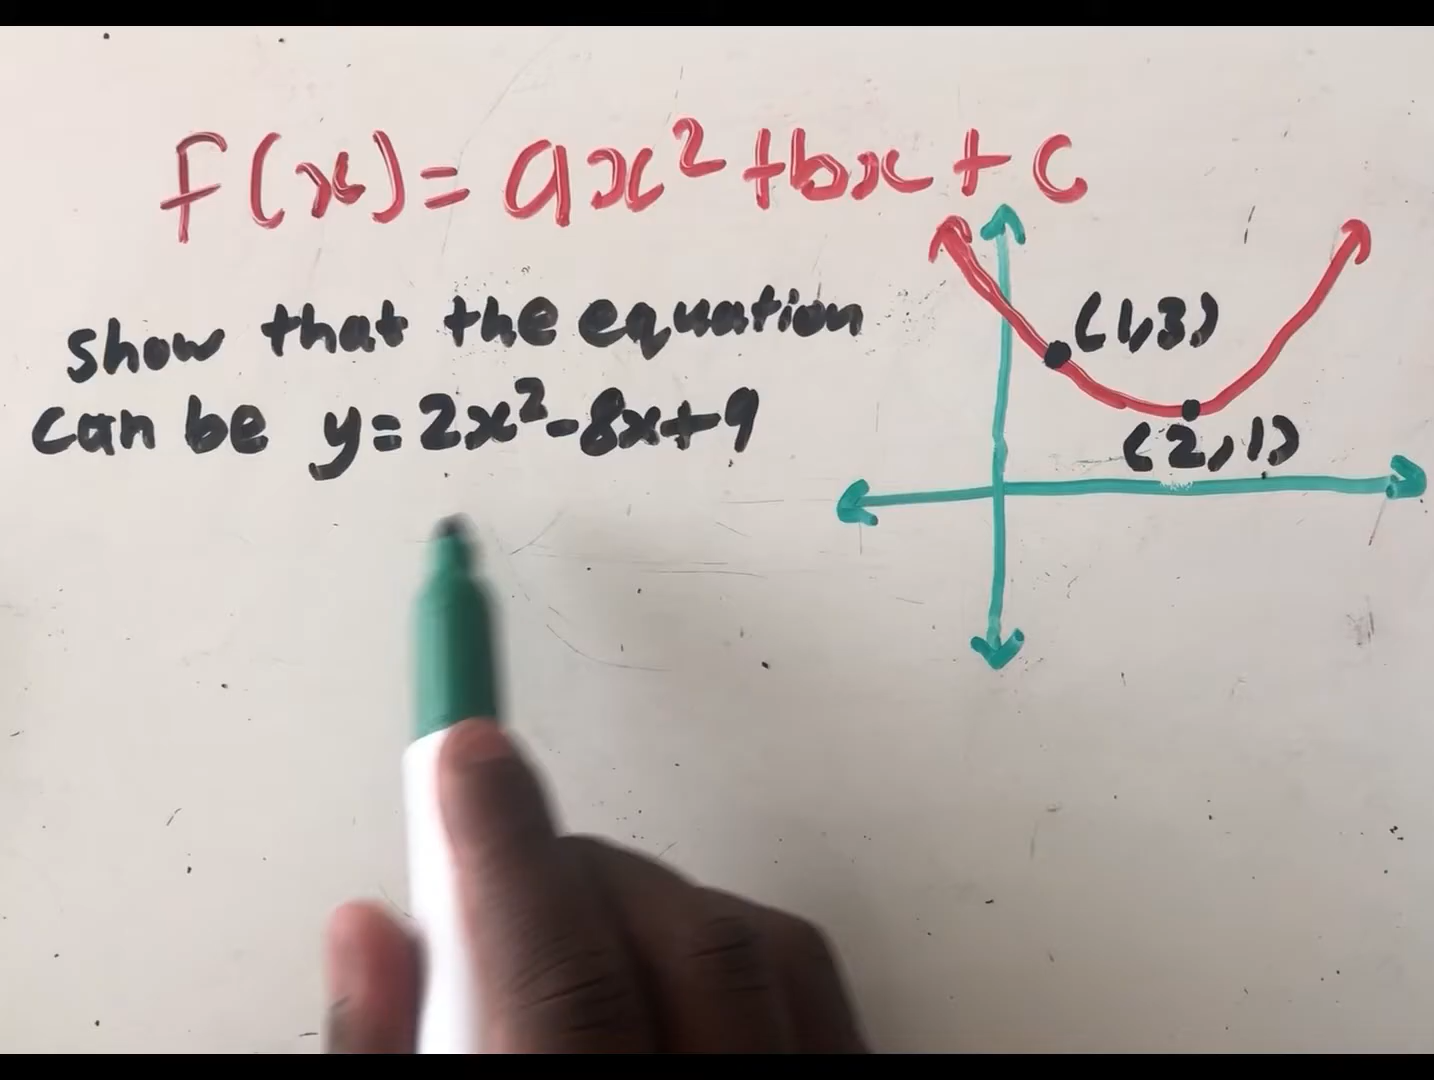 f(x) = ax² + bx + c
show that the equation
can be y = 2x² - 8x + 9
(1,3)
(2,1)